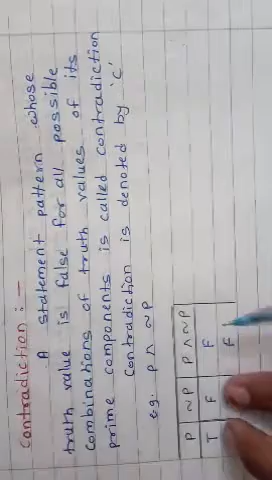 Contradiction :-
A statement pattern whose
truth value is false for all possible
combinations of truth values of its
prime components is called contradiction
Contradiction is denoted by 'c'
eg. P ∧ ~P
P ~P P ∧ ~P
T F F
F